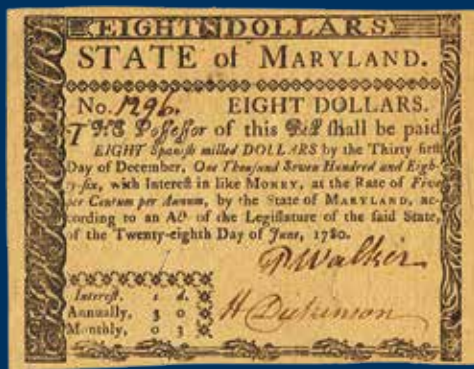 EIGHT DOLLARS
STATE of MARYLAND.
No. 1296. EIGHT DOLLARS.
THE Poſſeſſor of this Bill ſhall be paid
EIGHT Spaniſh milled DOLLARS by the Thirty firſt
Day of December, One Thouſand Seven Hundred and Eigh-
ty-ſix, with Intereſt in like MONEY, at the Rate of Five
per Centum per Annum, by the State of MARYLAND, ac-
cording to an Act of the Legiſlature of the ſaid State,
of the Twenty-eighth Day of June, 1780.
Walker
Intereſt. s d.
Annually, 3 0
H Dickinson
Monthly, 0 3